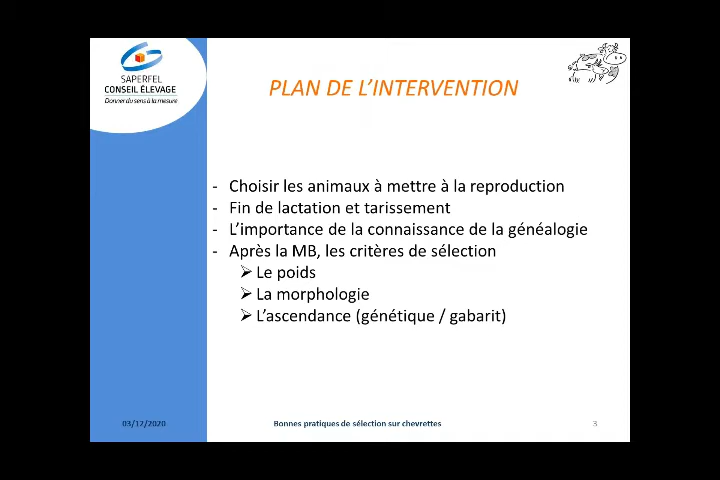 SAPERFEL
CONSEIL ÉLEVAGE
Donner du sens à la mesure
PLAN DE L'INTERVENTION
- Choisir les animaux à mettre à la reproduction
- Fin de lactation et tarissement
- L'importance de la connaissance de la généalogie
- Après la MB, les critères de sélection
➢ Le poids
➢ La morphologie
➢ L'ascendance (génétique / gabarit)
03/17/2020
Bonnes pratiques de sélection sur chevrettes
3